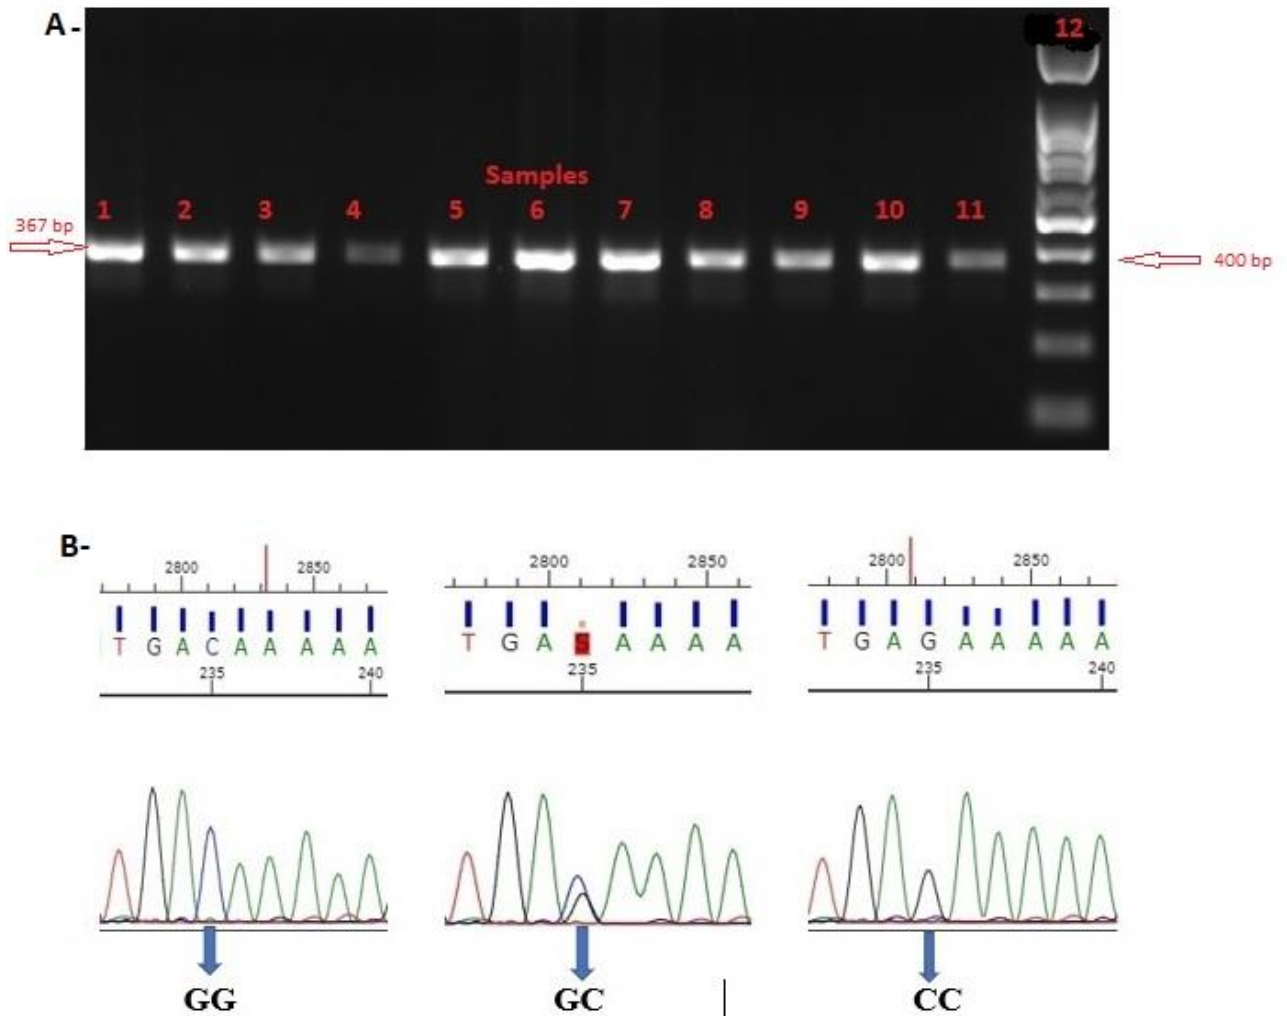 A -
12
Samples
1 2 3 4 5 6 7 8 9 10 11
367 bp
400 bp
B-
2800 2850
T G A C A A A A A
235 240
2800 2850
T G A S A A A A
235
2800 2850
T G A G A A A A A
235 240
GG GC CC